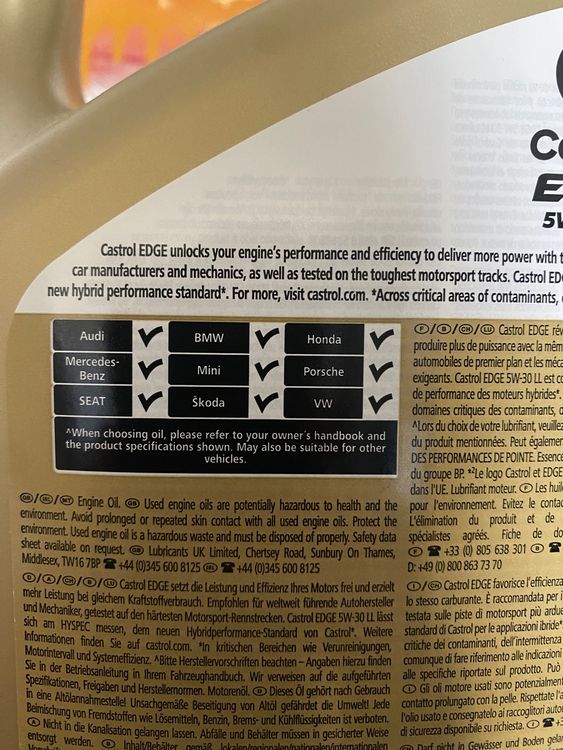 Castrol EDGE unlocks your engine's performance and efficiency to deliver more power with
car manufacturers and mechanics, as well as tested on the toughest motorsport tracks. Castrol
new hybrid performance standard*. For more, visit castrol.com. *Across critical areas of contaminants,
Audi ✓ BMW ✓ Honda ✓
Mercedes-Benz ✓ Mini ✓ Porsche ✓
SEAT ✓ Škoda ✓ VW ✓
^When choosing oil, please refer to your owner's handbook and
the product specifications shown. May also be suitable for other
vehicles.
GB/IRL/MT Engine Oil. GB Used engine oils are potentially hazardous to health and the
environment. Avoid prolonged or repeated skin contact with all used engine oils. Protect the
environment. Used engine oil is a hazardous waste and must be disposed of properly. Safety data
sheet available on request. GB Lubricants UK Limited, Chertsey Road, Sunbury On Thames,
Middlesex, TW16 7BP ☎ +44 (0)345 600 8125 ☎ +44 (0)345 600 8125
D/A/CH/B/LU Castrol EDGE setzt die Leistung und Effizienz Ihres Motors frei und erzielt
mehr Leistung bei gleichem Kraftstoffverbrauch. Empfohlen für weltweit führende Autohersteller
und Mechaniker, getestet auf den härtesten Motorsport-Rennstrecken. Castrol EDGE 5W-30 LL lässt
sich am HYSPEC messen, dem neuen Hybridperformance-Standard von Castrol*. Weitere
Informationen finden Sie auf castrol.com. *In kritischen Bereichen wie Verunreinigungen,
Motorintervall und Systemeffizienz. ^Bitte Herstellervorschriften beachten – Angaben hierzu finden
Sie in der Betriebsanleitung in Ihrem Fahrzeughandbuch. Wir verweisen auf die aufgeführten
Spezifikationen, Freigaben und Herstellernormen. Motorenöl. Dieses Öl gehört nach Gebrauch
in eine Altölannahmestelle! Unsachgemäße Beseitigung von Altöl gefährdet die Umwelt! Jede
Beimischung von Fremdstoffen wie Lösemitteln, Benzin, Brems- und Kühlflüssigkeiten ist verboten.
A Nicht in die Kanalisation gelangen lassen. Abfälle und Behälter müssen in gesicherter Weise
entsorgt werden. Inhalt/Behälter gemäß lokalen/regionalen/nationalen/internationalen
F/B/CH/LU Castrol EDGE
produire plus de puissance avec la
automobiles de premier plan et les
exigeants. Castrol EDGE 5W-30 LL est
de performance des moteurs hybrides*.
domaines critiques des contaminants,
^Lors du choix de votre lubrifiant, veuillez
du produit mentionnées. Peut également
DES PERFORMANCES DE POINTE. Essence
du groupe BP. *²Le logo Castrol et EDGE
dans l'UE. Lubrifiant moteur. F Les
pour l'environnement. Evitez le
L'élimination du produit et de
spécialistes agréés. Fiche de
F ☎ +33 (0) 805 638 301 B ☎
D: +49 (0) 800 863 73 70
I/CH Castrol EDGE favorisce l'efficienza
lo stesso carburante. È raccomandata per
testata sulle piste di motorsport più
standard di Castrol per le applicazioni ibride*
critiche dei contaminanti, dell'intermittenza
comunque di fare riferimento alle indicazioni
alle specifiche riportate sul prodotto. Può
I Gli oli motore usati sono
contatto prolungato con la pelle. Rispettate
olio usato e consegnatelo ai raccoglitori
di sicurezza disponibile su richiesta.
nicht in Gewässer und Boden